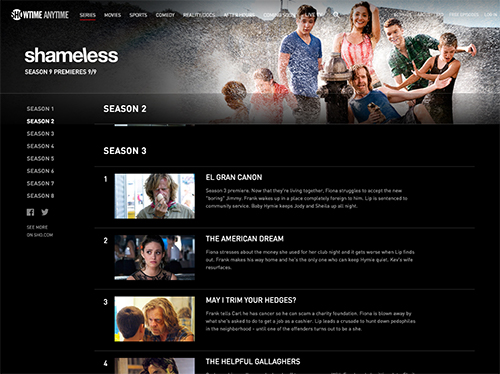 SHOWTIME ANYTIME
SERIES MOVIES SPORTS COMEDY REALITY/DOCS AFTER HOURS
FREE EPISODES
shameless
SEASON 9 PREMIERES 9/9
SEASON 1
SEASON 2
SEASON 3
SEASON 4
SEASON 5
SEASON 6
SEASON 7
SEASON 8
SEE MORE
ON SHO.COM
SEASON 2
SEASON 3
1
EL GRAN CANON
Season 3 premiere. Now that they're living together, Fiona struggles to accept the new
"boring" Jimmy. Frank wakes up in a place completely foreign to him. Lip is sentenced to
community service. Baby Hymie keeps Jody and Sheila up all night.
2
THE AMERICAN DREAM
Fiona stresses about the money she used for her club night and it gets worse when Lip finds
out. Frank makes his way home and he's the only one who can keep Hymie quiet. Kev's wife
resurfaces.
3
MAY I TRIM YOUR HEDGES?
Frank tells Carl he has cancer so he can scam a charity foundation. Fiona is blown away by
what she's asked to do to get a job as a cashier. Lip leads a crusade to hunt down pedophiles
in the neighborhood - until one of the offenders turns out to be a she.
4
THE HELPFUL GALLAGHERS